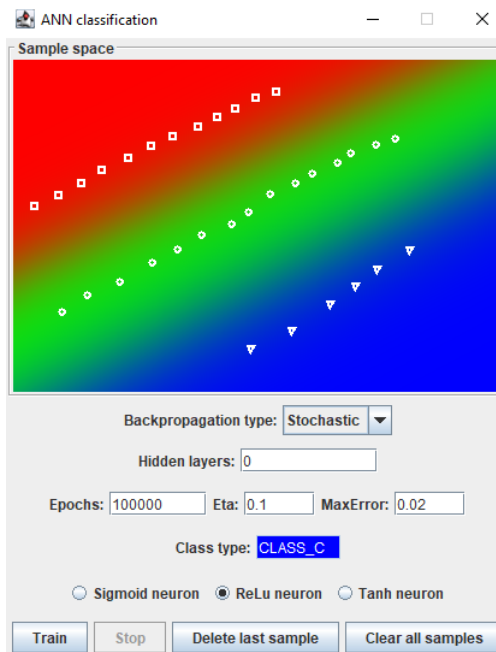 ANN classification
Sample space
Backpropagation type: Stochastic
Hidden layers: 0
Epochs: 100000 Eta: 0.1 MaxError: 0.02
Class type: CLASS_C
Sigmoid neuron ReLu neuron Tanh neuron
Train Stop Delete last sample Clear all samples